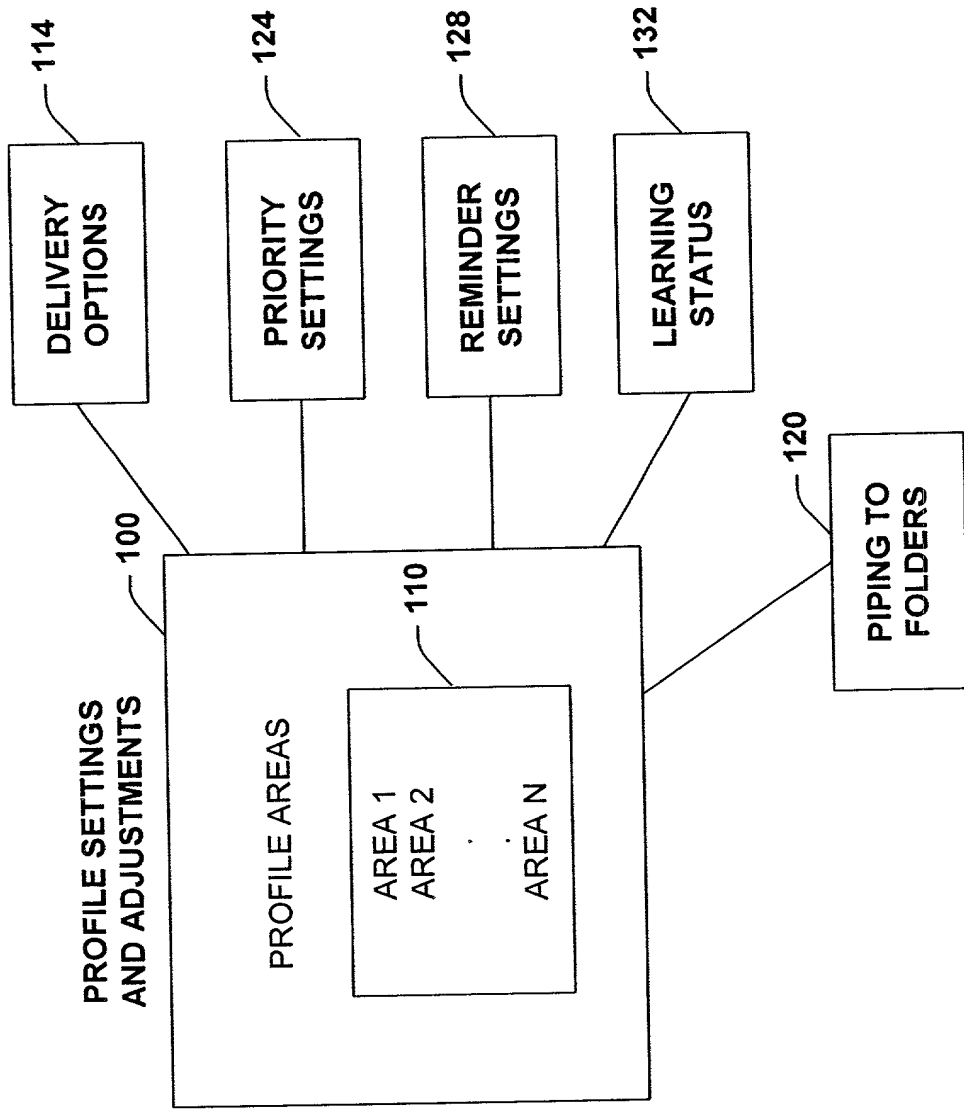 PROFILE SETTINGS
AND ADJUSTMENTS
100
PROFILE AREAS
110
AREA 1
AREA 2
.
.
AREA N
DELIVERY
OPTIONS
114
PRIORITY
SETTINGS
124
REMINDER
SETTINGS
128
LEARNING
STATUS
132
PIPING TO
FOLDERS
120